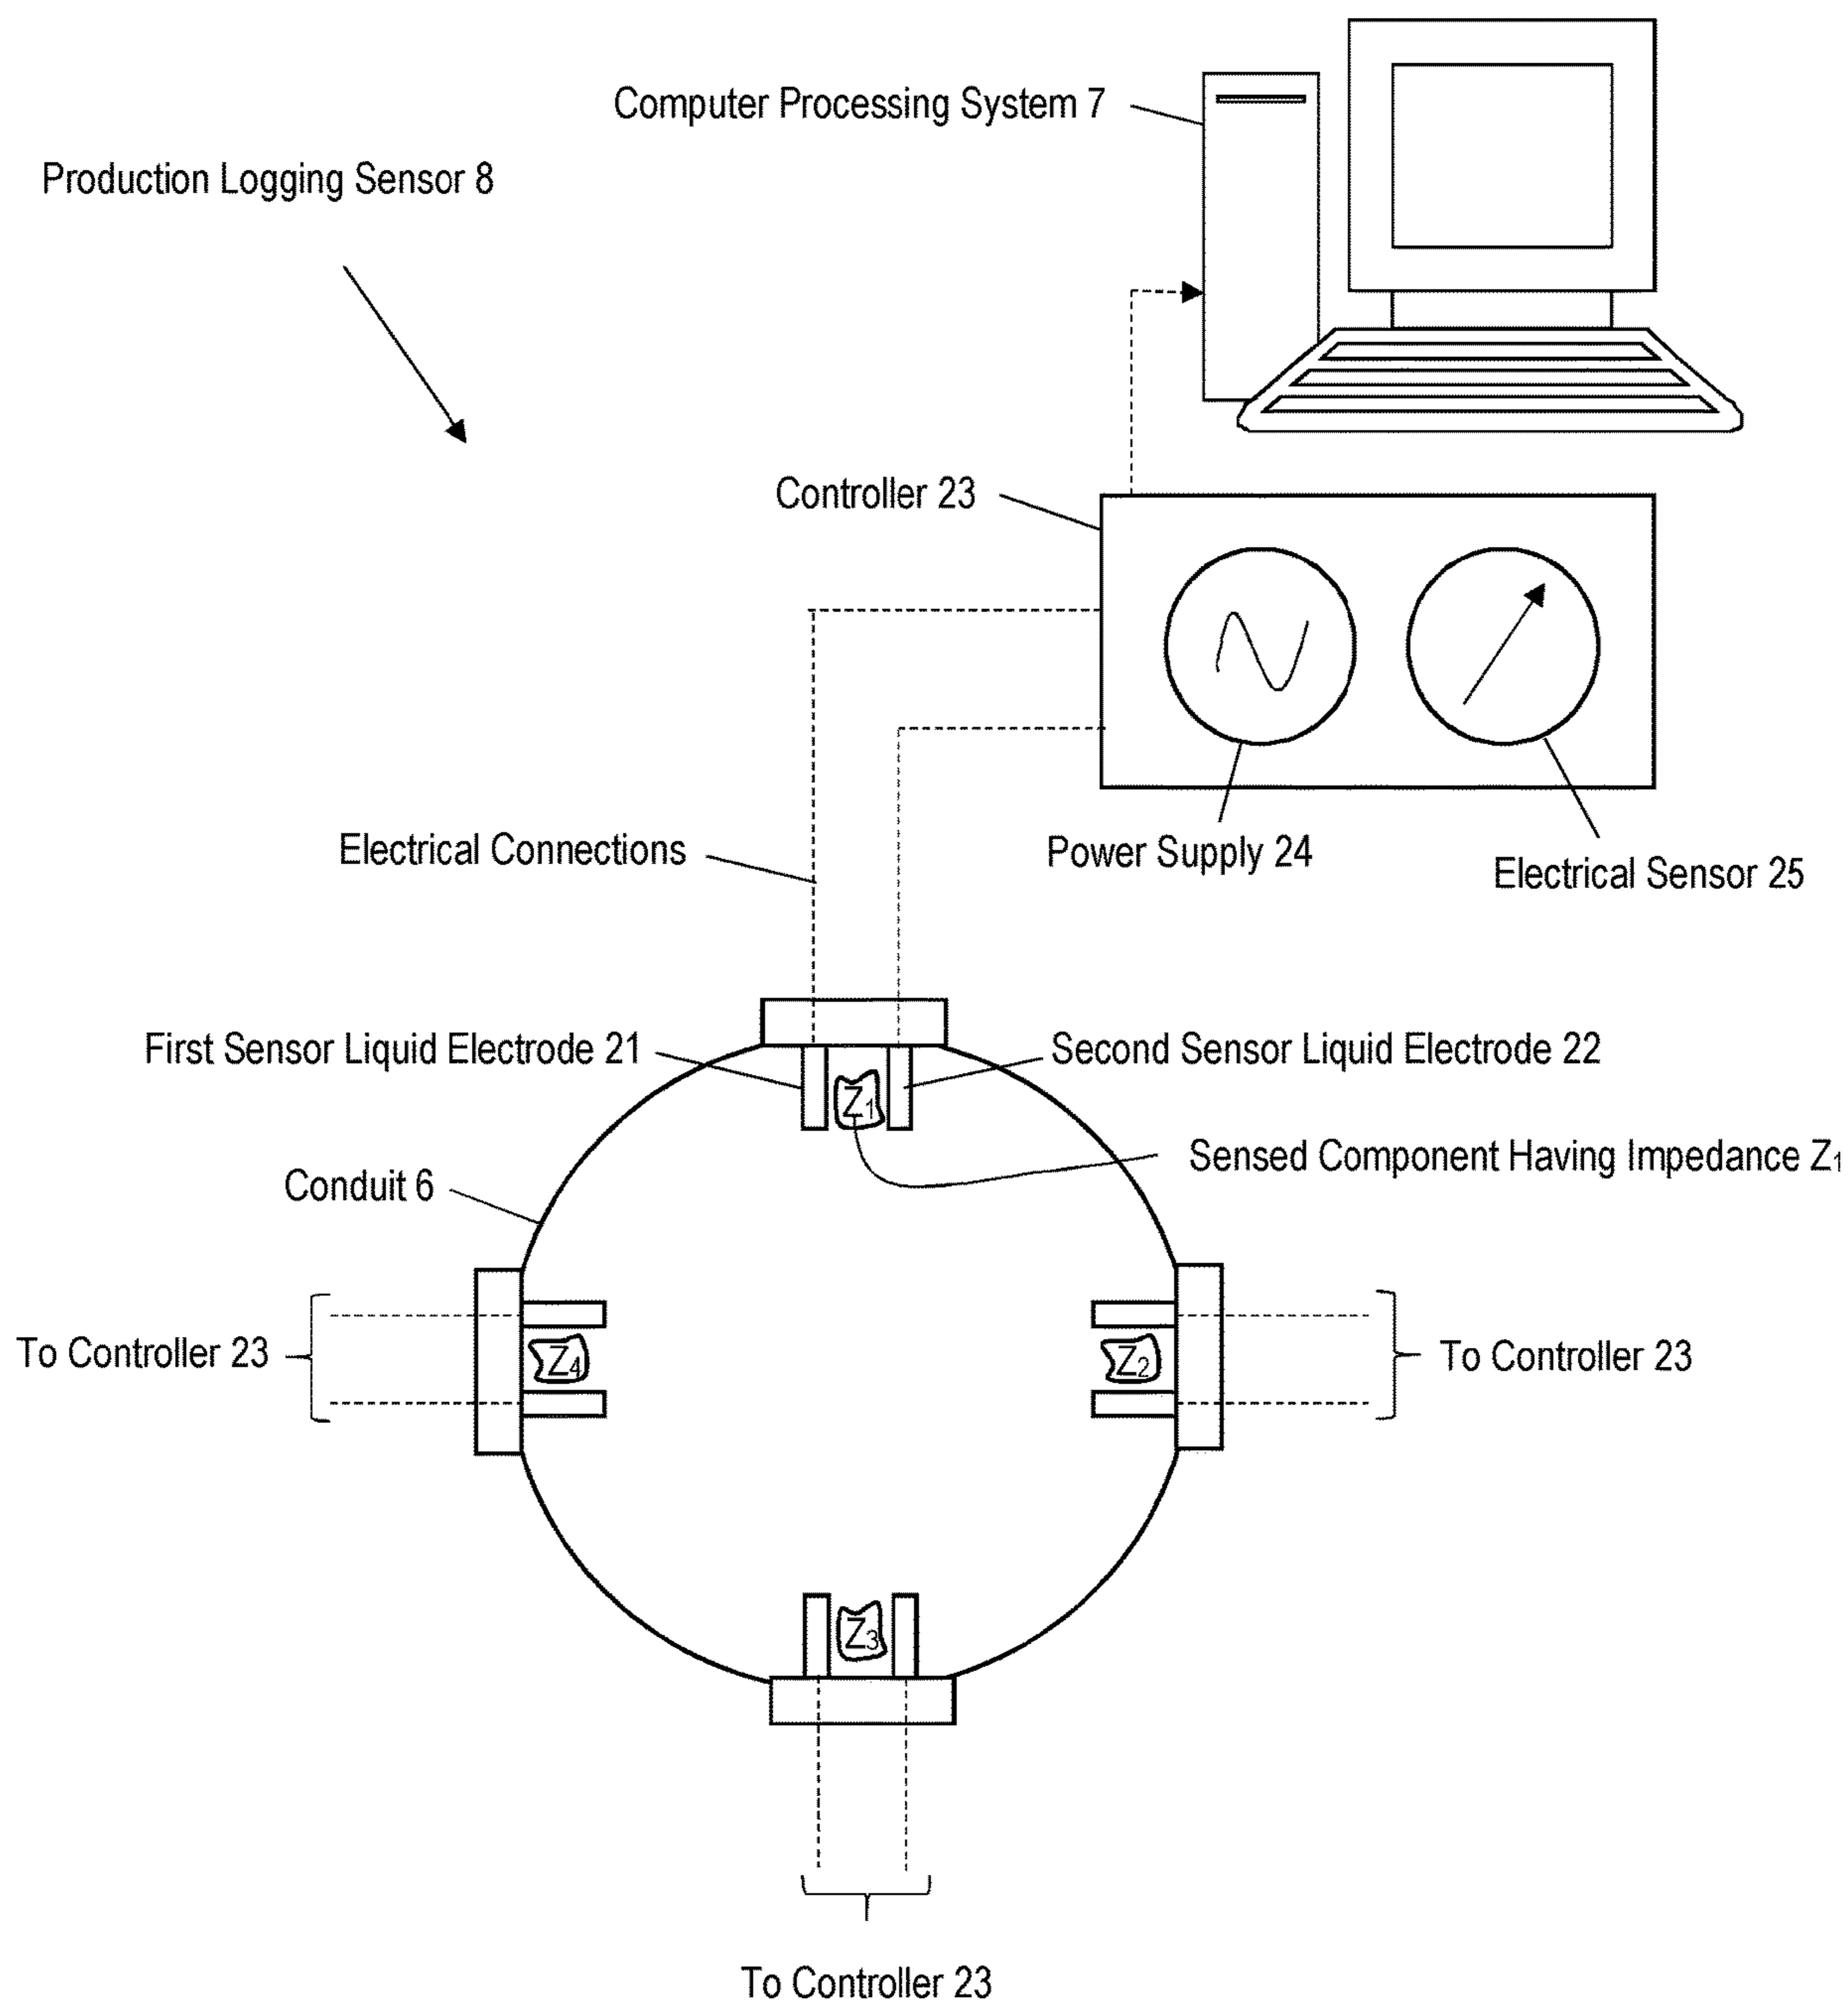 Computer Processing System 7
Production Logging Sensor 8
Controller 23
Electrical Connections
Power Supply 24
Electrical Sensor 25
First Sensor Liquid Electrode 21
Second Sensor Liquid Electrode 22
Z1
Sensed Component Having Impedance Z1
Conduit 6
To Controller 23
Z4
Z2
To Controller 23
Z3
To Controller 23